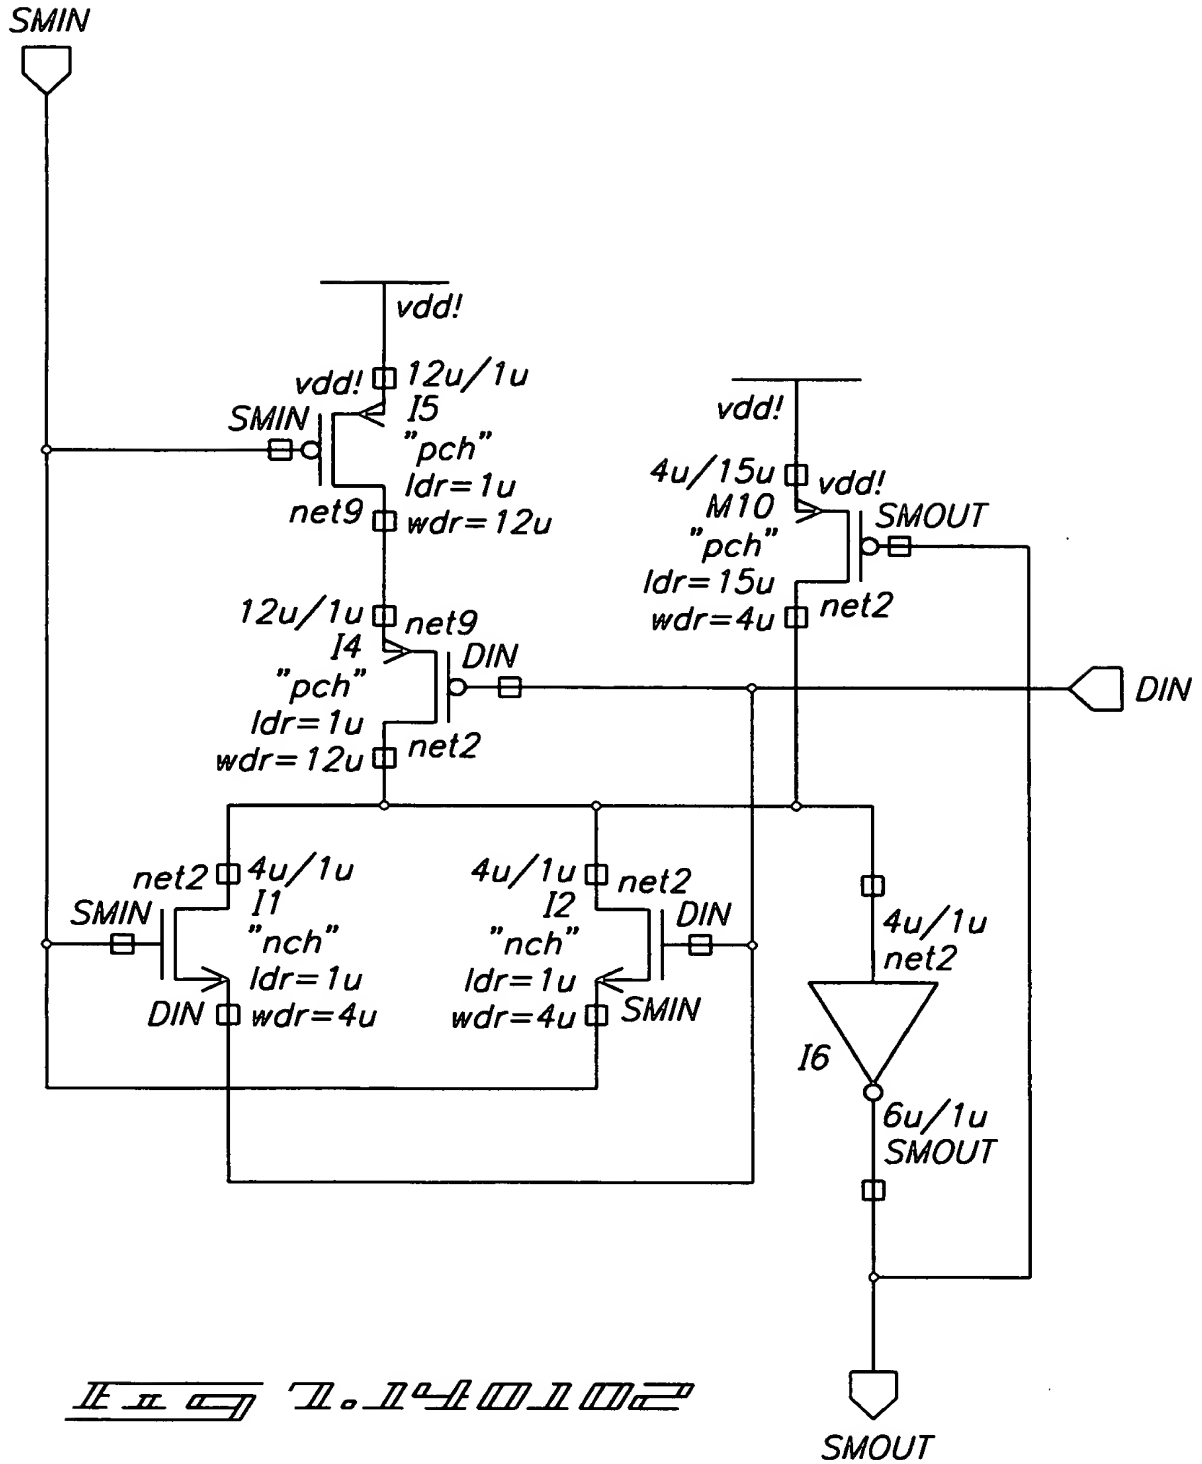 SMIN
vdd!
vdd!
12u/1u
SMIN
I5
"pch"
ldr=1u
net9
wdr=12u
vdd!
4u/15u
vdd!
M10
SMOUT
"pch"
ldr=15u
wdr=4u
net2
12u/1u
net9
I4
DIN
"pch"
ldr=1u
wdr=12u
net2
DIN
net2
4u/1u
SMIN
I1
"nch"
ldr=1u
DIN
wdr=4u
4u/1u
net2
I2
DIN
"nch"
ldr=1u
wdr=4u
SMIN
4u/1u
net2
I6
6u/1u
SMOUT
SMOUT
Fig 7.140102